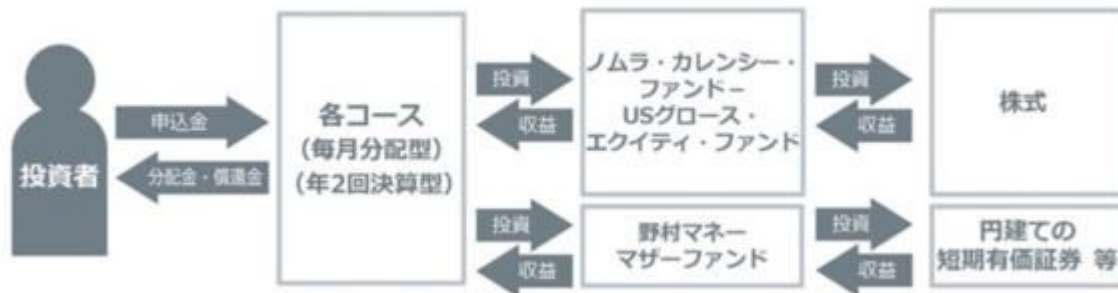 投資者
申込金
分配金・償還金
各コース
（毎月分配型）
（年2回決算型）
投資
収益
ノムラ・カレンシー・
ファンド－
USグロース・
エクイティ・ファンド
投資
収益
株式
投資
収益
野村マネー
マザーファンド
投資
収益
円建ての
短期有価証券 等